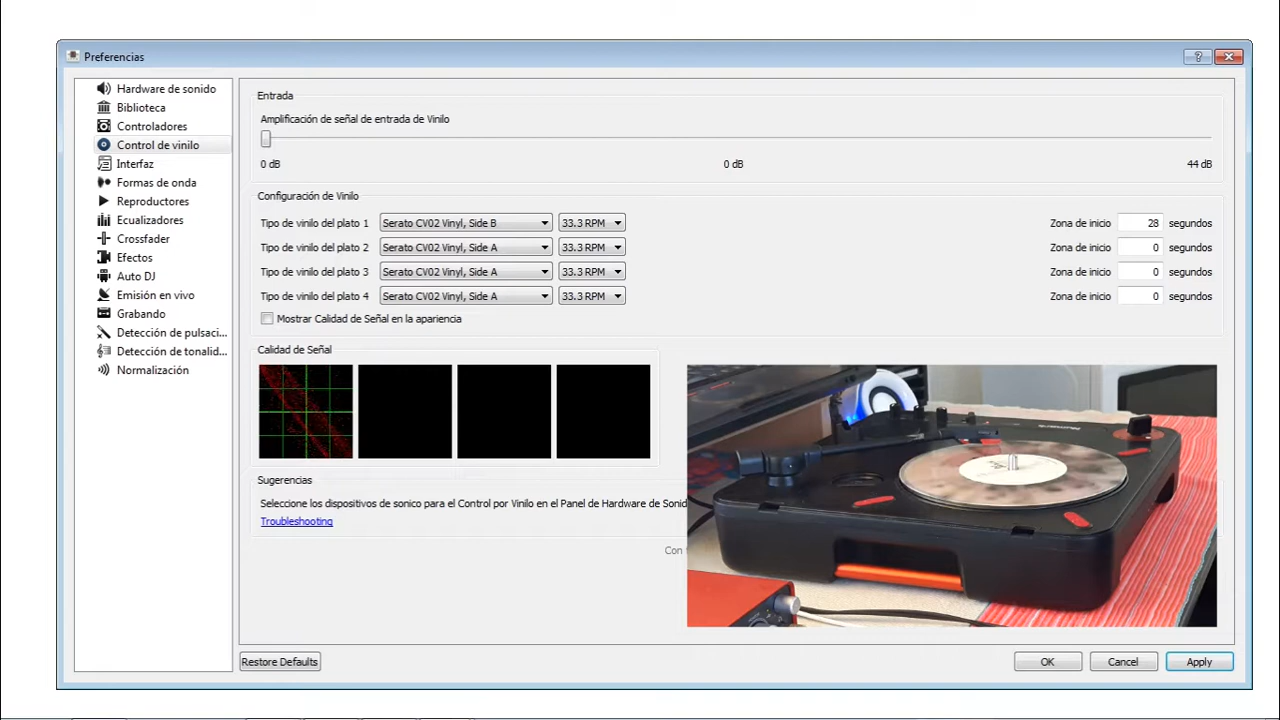 Preferencias
Hardware de sonido
Biblioteca
Controladores
Control de vinilo
Interfaz
Formas de onda
Reproductores
Ecualizadores
Crossfader
Efectos
Auto DJ
Emisión en vivo
Grabando
Detección de pulsaci...
Detección de tonalid...
Normalización
Entrada
Amplificación de señal de entrada de Vinilo
0 dB 0 dB 44 dB
Configuración de Vinilo
Tipo de vinilo del plato 1 Serato CV02 Vinyl, Side B 33.3 RPM Zona de inicio 28 segundos
Tipo de vinilo del plato 2 Serato CV02 Vinyl, Side A 33.3 RPM Zona de inicio 0 segundos
Tipo de vinilo del plato 3 Serato CV02 Vinyl, Side A 33.3 RPM Zona de inicio 0 segundos
Tipo de vinilo del plato 4 Serato CV02 Vinyl, Side A 33.3 RPM Zona de inicio 0 segundos
Mostrar Calidad de Señal en la apariencia
Calidad de Señal
Sugerencias
Seleccione los dispositivos de sonico para el Control por Vinilo en el Panel de Hardware de Sonid
Troubleshooting
Con
Restore Defaults OK Cancel Apply